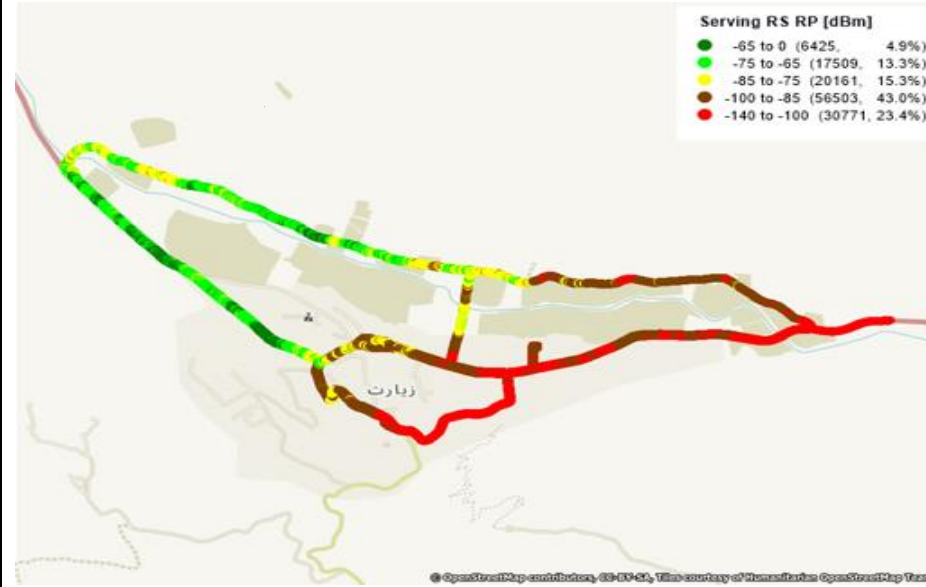 Serving RS RP [dBm]
-65 to 0 (6425, 4.9%)
-75 to -65 (17509, 13.3%)
-85 to -75 (20161, 15.3%)
-100 to -85 (56503, 43.0%)
-140 to -100 (30771, 23.4%)
زیارت
© OpenStreetMap contributors, CC-BY-SA, Tiles courtesy of Humanitarian OpenStreetMap Tea